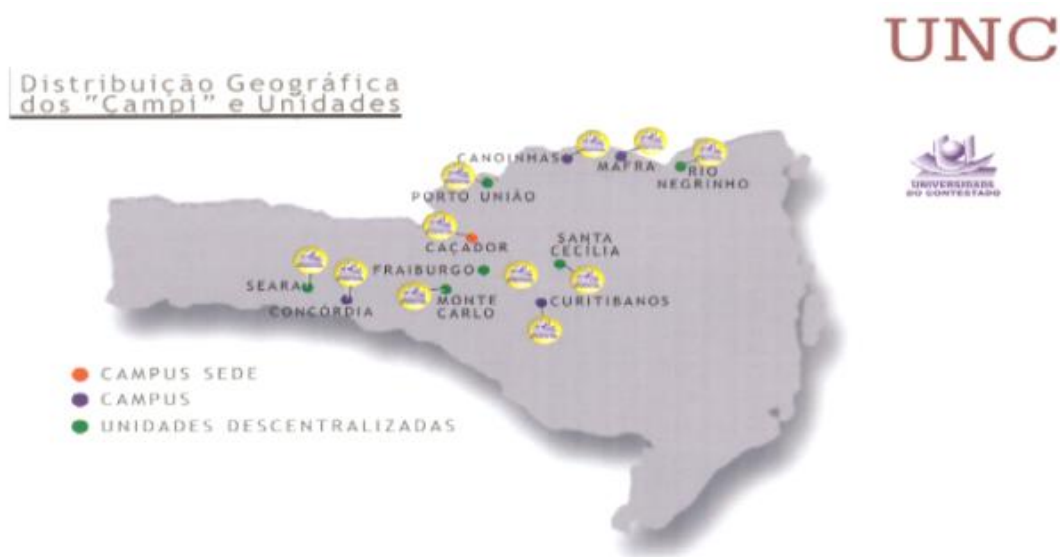 UNC
Distribuição Geográfica
dos "Campi" e Unidades
UNIVERSIDADE
DO CONTESTADO
CANOINHAS
MAFRA
RIO
NEGRINHO
PORTO UNIÃO
CAÇADOR
SANTA
CECÍLIA
FRAIBURGO
SEARA
CONCÓRDIA
MONTE
CARLO
CURITIBANOS
CAMPUS SEDE
CAMPUS
UNIDADES DESCENTRALIZADAS